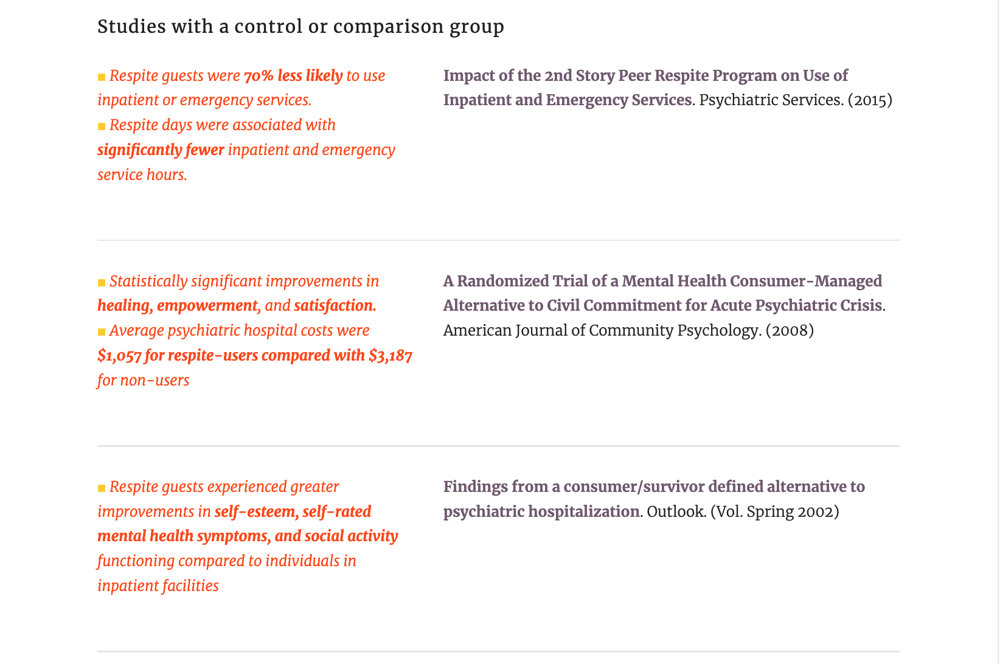 Studies with a control or comparison group
■ Respite guests were 70% less likely to use
inpatient or emergency services.
■ Respite days were associated with
significantly fewer inpatient and emergency
service hours.
Impact of the 2nd Story Peer Respite Program on Use of
Inpatient and Emergency Services. Psychiatric Services. (2015)
■ Statistically significant improvements in
healing, empowerment, and satisfaction.
■ Average psychiatric hospital costs were
$1,057 for respite-users compared with $3,187
for non-users
A Randomized Trial of a Mental Health Consumer-Managed
Alternative to Civil Commitment for Acute Psychiatric Crisis.
American Journal of Community Psychology. (2008)
■ Respite guests experienced greater
improvements in self-esteem, self-rated
mental health symptoms, and social activity
functioning compared to individuals in
inpatient facilities
Findings from a consumer/survivor defined alternative to
psychiatric hospitalization. Outlook. (Vol. Spring 2002)